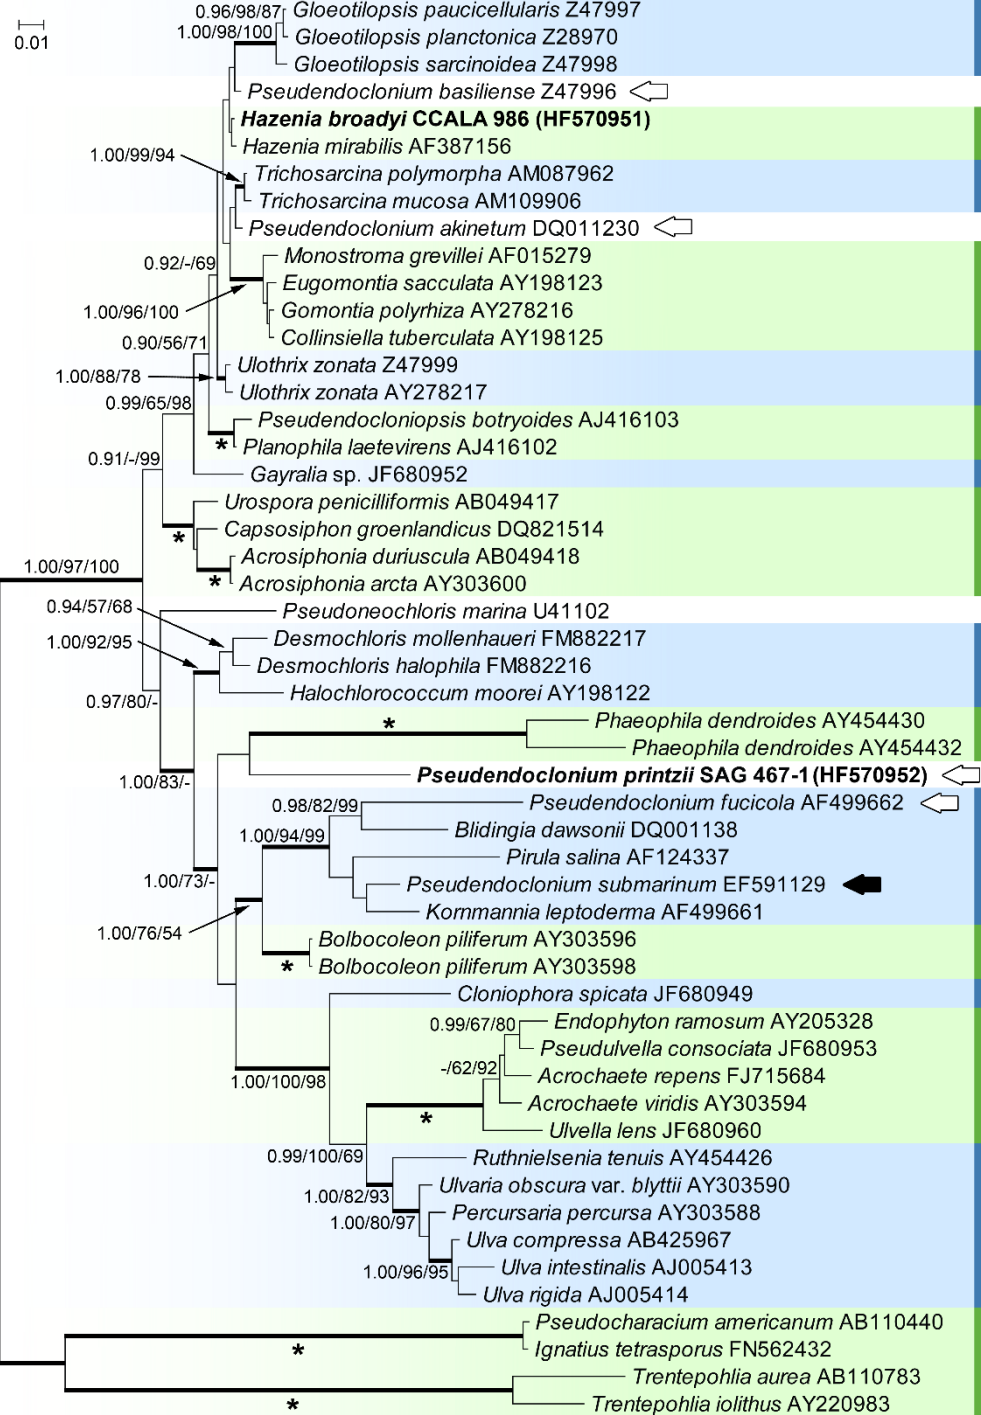 0.96/98/87
Gloeotilopsis paucicellularis Z47997
0.01
1.00/98/100
Gloeotilopsis planctonica Z28970
Gloeotilopsis sarcinoidea Z47998
Pseudendoclonium basiliense Z47996
Hazenia broadyi CCALA 986 (HF570951)
Hazenia mirabilis AF387156
1.00/99/94
Trichosarcina polymorpha AM087962
Trichosarcina mucosa AM109906
Pseudendoclonium akinetum DQ011230
Monostroma grevillei AF015279
0.92/-/69
Eugomontia sacculata AY198123
1.00/96/100
Gomontia polyrhiza AY278216
Collinsiella tuberculata AY198125
0.90/56/71
Ulothrix zonata Z47999
1.00/88/78
Ulothrix zonata AY278217
0.99/65/98
Pseudendocloniopsis botryoides AJ416103
*
Planophila laetevirens AJ416102
0.91/-/99
Gayralia sp. JF680952
Urospora penicilliformis AB049417
Capsosiphon groenlandicus DQ821514
*
Acrosiphonia duriuscula AB049418
1.00/97/100
*
Acrosiphonia arcta AY303600
0.94/57/68
Pseudoneochloris marina U41102
1.00/92/95
Desmochloris mollenhaueri FM882217
Desmochloris halophila FM882216
Halochlorococcum moorei AY198122
0.97/80/-
*
Phaeophila dendroides AY454430
Phaeophila dendroides AY454432
1.00/83/-
Pseudendoclonium printzii SAG 467-1 (HF570952)
0.98/82/99
Pseudendoclonium fucicola AF499662
1.00/94/99
Blidingia dawsonii DQ001138
Pirula salina AF124337
1.00/73/-
Pseudendoclonium submarinum EF591129
Kornmannia leptoderma AF499661
1.00/76/54
Bolbocoleon piliferum AY303596
*
Bolbocoleon piliferum AY303598
Cloniophora spicata JF680949
0.99/67/80
Endophyton ramosum AY205328
Pseudulvella consociata JF680953
-/62/92
Acrochaete repens FJ715684
1.00/100/98
Acrochaete viridis AY303594
*
Ulvella lens JF680960
0.99/100/69
Ruthnielsenia tenuis AY454426
1.00/82/93
Ulvaria obscura var. blyttii AY303590
1.00/80/97
Percursaria percursa AY303588
Ulva compressa AB425967
1.00/96/95
Ulva intestinalis AJ005413
Ulva rigida AJ005414
Pseudocharacium americanum AB110440
*
Ignatius tetrasporus FN562432
Trentepohlia aurea AB110783
*
Trentepohlia iolithus AY220983